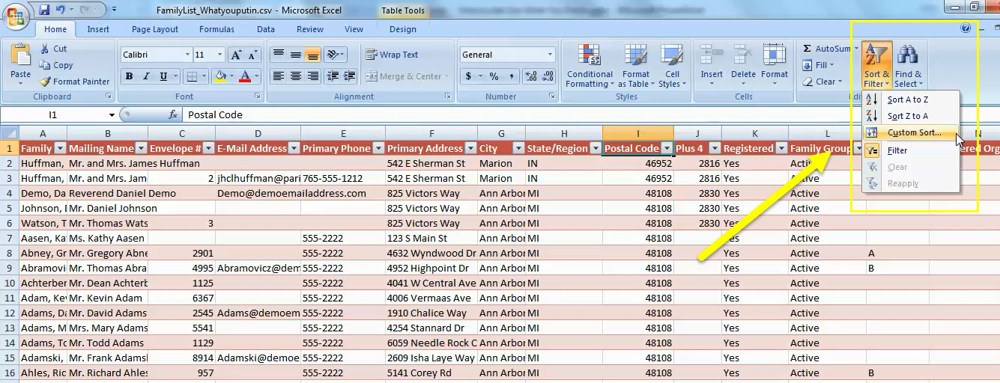 FamilyList_Whatyouputin.csv - Microsoft Excel Table Tools
Home Insert Page Layout Formulas Data Review View Design
Cut
Copy
Format Painter
Paste
Clipboard
Calibri 11 A A
B I U A
Font
Wrap Text
Merge & Center
Alignment
General
$ % , .00 .0
Number
Conditional Formatting Format as Table Cell Styles
Styles
Insert Delete Format
Cells
Σ AutoSum
Fill
Clear
Sort & Filter Find & Select
Sort A to Z
Sort Z to A
Custom Sort...
Filter
Clear
Reapply
I1 fx Postal Code
A B C D E F G H I J K L
1 Family Mailing Name Envelope # E-Mail Address Primary Phone Primary Address City State/Region Postal Code Plus 4 Registered Family Group ered Org
2 Huffman, Mr. and Mrs. James Huffman 542 E Sherman St Marion IN 46952 2816 Yes Active
3 Huffman, Mr. and Mrs. Jam 2 jhclhuffman@pari 765-555-1212 542 E Sherman St Marion IN 46952 2816 Yes Active
4 Demo, Da Reverend Daniel Demo Demo@demoemailaddress.com 825 Victors Way Ann Arbor MI 48108 2830 Yes Active
5 Johnson, D Mr. Daniel Johnson 825 Victors Way Ann Arbor MI 48108 2830 Yes Active
6 Watson, T Mr. Thomas Wats 3 825 Victors Way Ann Arbor MI 48108 2830 Yes Active
7 Aasen, Ka Ms. Kathy Aasen 555-2222 123 S Main St Ann Arbor MI 48108 Yes Active
8 Abney, Gr Mr. Gregory Abne 2901 555-2222 4632 Wyndwood Dr Ann Arbor MI 48108 Yes Active A
9 Abramovi Mr. Thomas Abra 4995 Abramovicz@dem 555-2222 4952 Highpoint Dr Ann Arbor MI 48108 Yes Active B
10 Achterber Mr. Dean Achterb 1125 555-2222 4041 W Central Ave Ann Arbor MI 48108 Yes Active
11 Adam, Kev Mr. Kevin Adam 6367 555-2222 4006 Vermaas Ave Ann Arbor MI 48108 Yes Active
12 Adams, Da Mr. David Adams 2545 Adams@demoem 555-2222 1910 Chalice Way Ann Arbor MI 48108 Yes Active
13 Adams, M Mrs. Mary Adams 5541 555-2222 4254 Stannard Dr Ann Arbor MI 48108 Yes Active
14 Adams, To Mr. Todd Adams 1129 555-2222 6059 Needle Rock C Ann Arbor MI 48108 Yes Active
15 Adamski, Mr. Frank Adamsl 8914 Adamski@demoe 555-2222 2609 Isha Laye Way Ann Arbor MI 48108 Yes Active
16 Ahles, Ric Mr. Richard Ahles 957 555-2222 5141 Corey Rd Ann Arbor MI 48108 Yes Active B